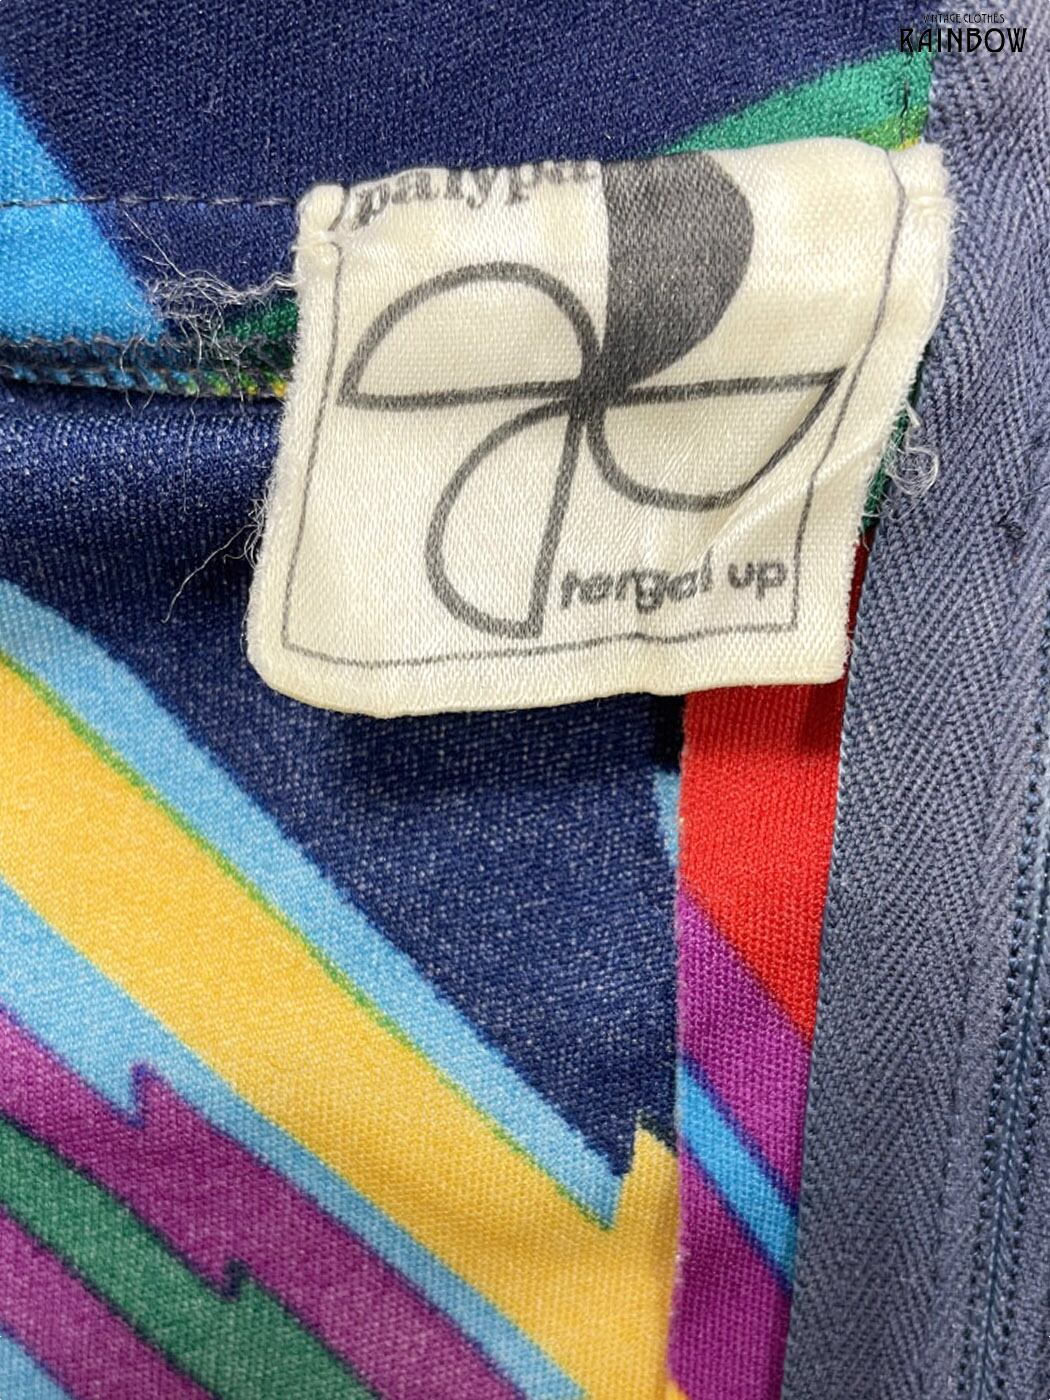 VINTAGE CLOTHES
RAINBOW
tergal up